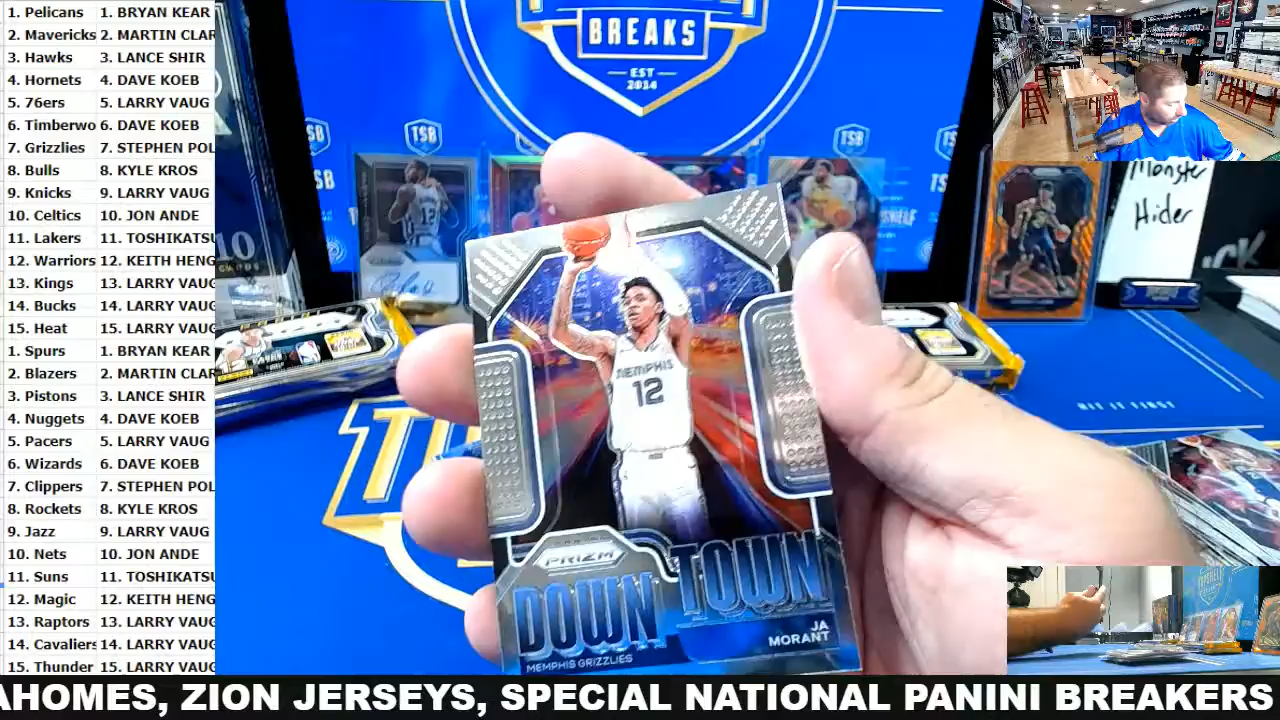 1. Pelicans 1. BRYAN KEAR
2. Mavericks 2. MARTIN CLAR
3. Hawks 3. LANCE SHIR
4. Hornets 4. DAVE KOEB
5. 76ers 5. LARRY VAUG
6. Timberwo 6. DAVE KOEB
7. Grizzlies 7. STEPHEN POL
8. Bulls 8. KYLE KROS
9. Knicks 9. LARRY VAUG
10. Celtics 10. JON ANDE
11. Lakers 11. TOSHIKATSU
12. Warriors 12. KEITH HENG
13. Kings 13. LARRY VAUG
14. Bucks 14. LARRY VAUG
15. Heat 15. LARRY VAUG
1. Spurs 1. BRYAN KEAR
2. Blazers 2. MARTIN CLAR
3. Pistons 3. LANCE SHIR
4. Nuggets 4. DAVE KOEB
5. Pacers 5. LARRY VAUG
6. Wizards 6. DAVE KOEB
7. Clippers 7. STEPHEN POL
8. Rockets 8. KYLE KROS
9. Jazz 9. LARRY VAUG
10. Nets 10. JON ANDE
11. Suns 11. TOSHIKATSU
12. Magic 12. KEITH HENG
13. Raptors 13. LARRY VAUG
14. Cavaliers 14. LARRY VAUG
15. Thunder 15. LARRY VAUG
BREAKS
EST
2014
TSB
TSB
SB
TS
Monster
Hider
10
12
MEMPHIS
12
PRIZM
DOWN TOWN
JA
MORANT
MEMPHIS GRIZZLIES
HIT IT FIRST
AHOMES, ZION JERSEYS, SPECIAL NATIONAL PANINI BREAKERS